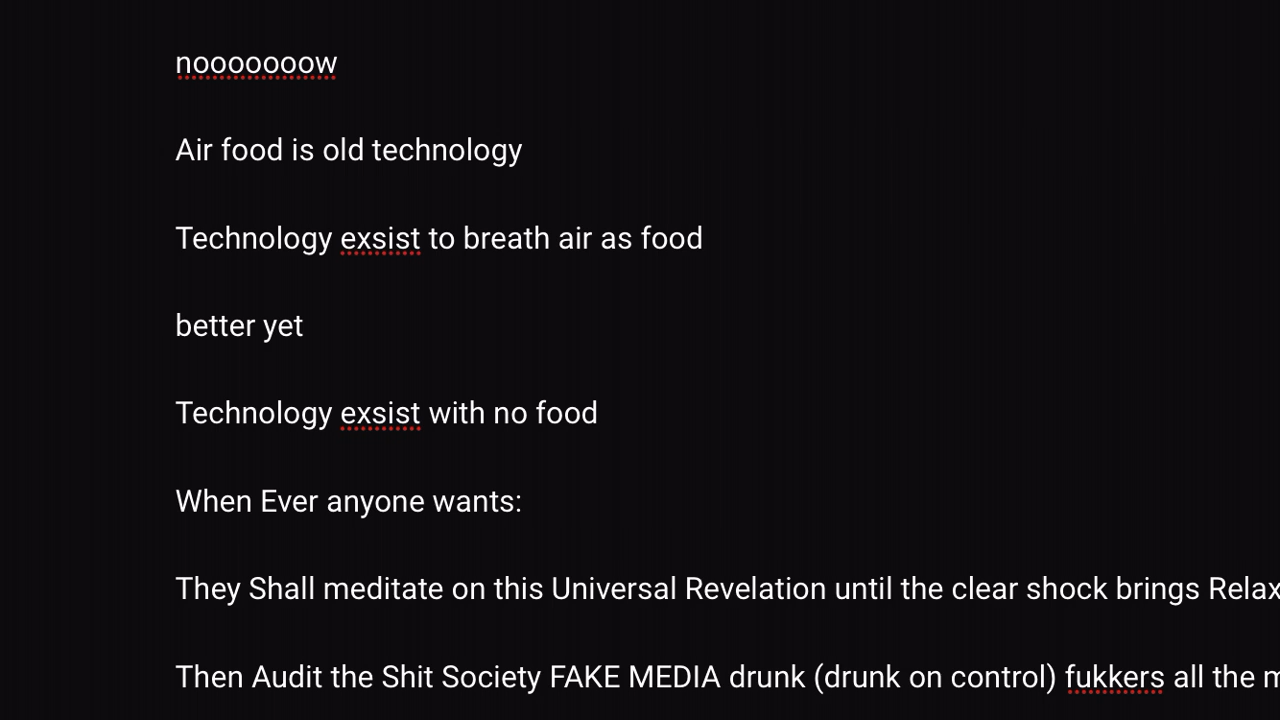 nooooooow
Air food is old technology
Technology exsist to breath air as food
better yet
Technology exsist with no food
When Ever anyone wants:
They Shall meditate on this Universal Revelation until the clear shock brings Relax
Then Audit the Shit Society FAKE MEDIA drunk (drunk on control) fukkers all the